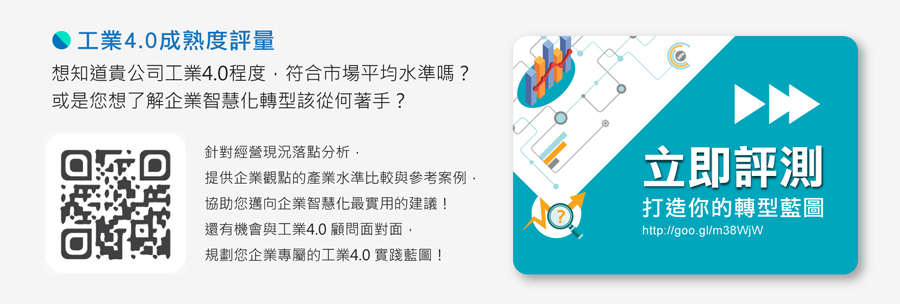 工業4.0成熟度評量
想知道貴公司工業4.0程度，符合市場平均水準嗎？
或是您想了解企業智慧化轉型該從何著手？
針對經營現況落點分析，
提供企業觀點的產業水準比較與參考案例，
協助您邁向企業智慧化最實用的建議！
還有機會與工業4.0 顧問面對面，
規劃您企業專屬的工業4.0 實踐藍圖！
立即評測
打造你的轉型藍圖
http://goo.gl/m38WjW
?